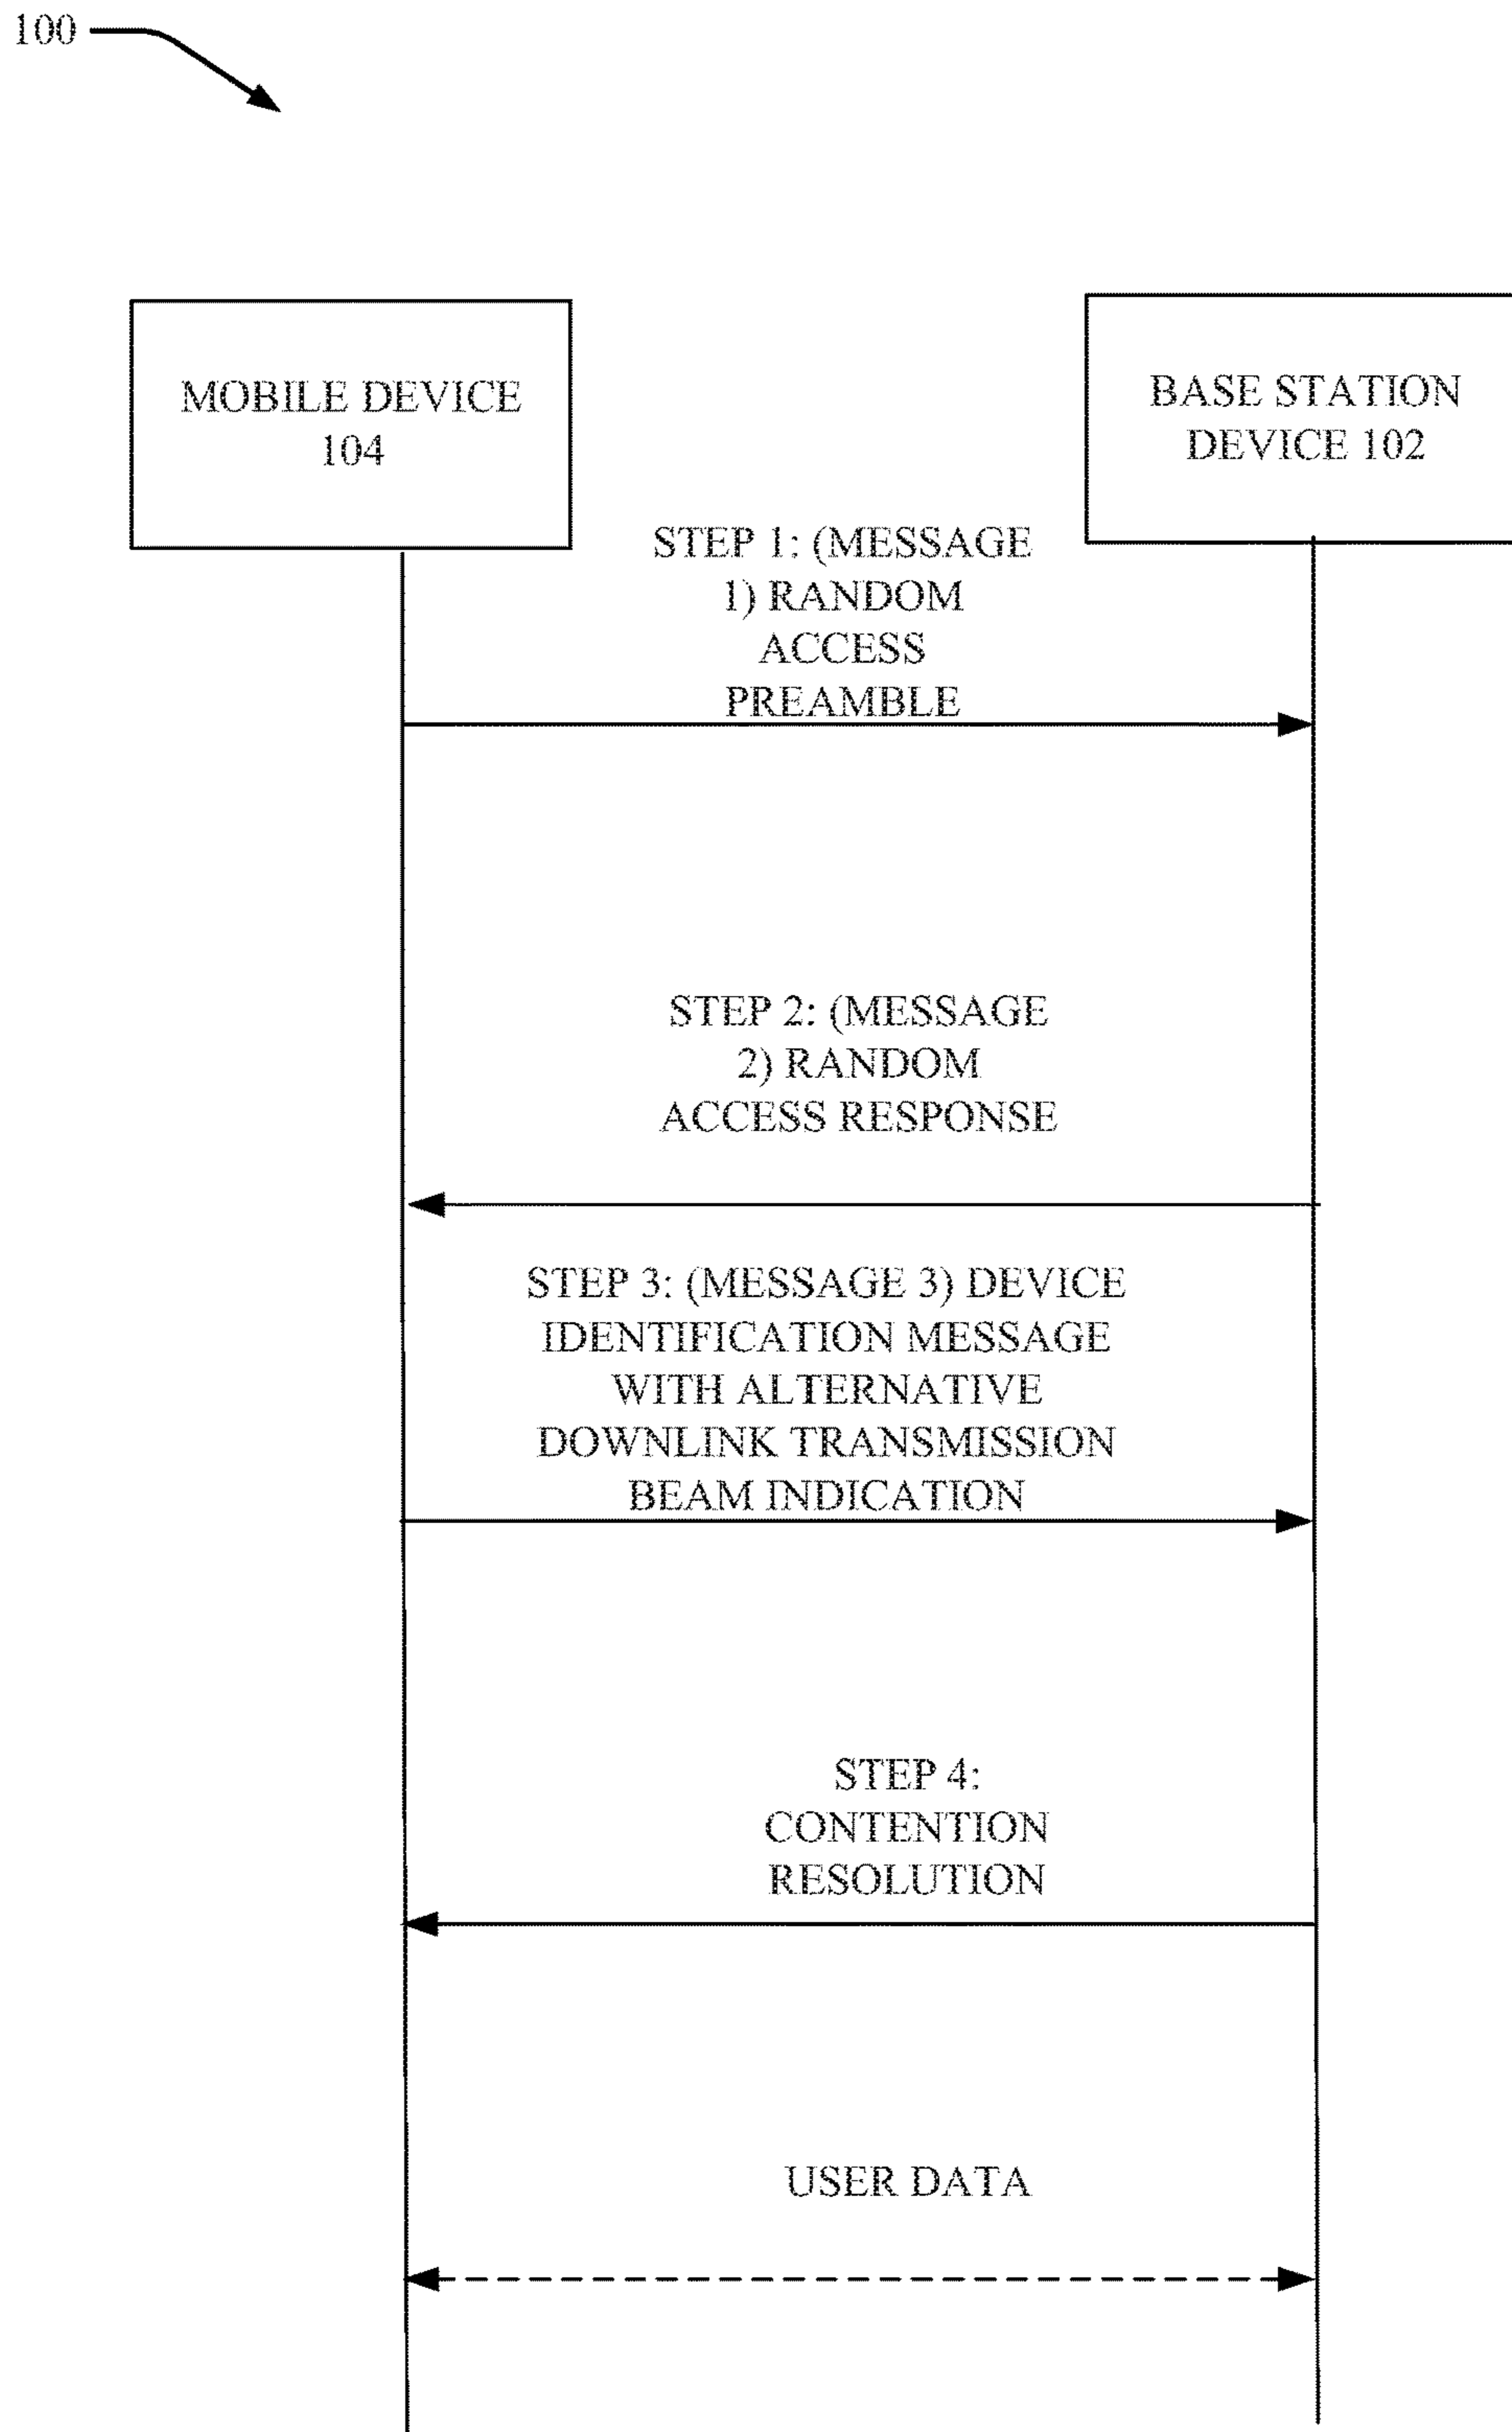 100
MOBILE DEVICE
104
BASE STATION
DEVICE 102
STEP 1: (MESSAGE
1) RANDOM
ACCESS
PREAMBLE
STEP 2: (MESSAGE
2) RANDOM
ACCESS RESPONSE
STEP 3: (MESSAGE 3) DEVICE
IDENTIFICATION MESSAGE
WITH ALTERNATIVE
DOWNLINK TRANSMISSION
BEAM INDICATION
STEP 4:
CONTENTION
RESOLUTION
USER DATA